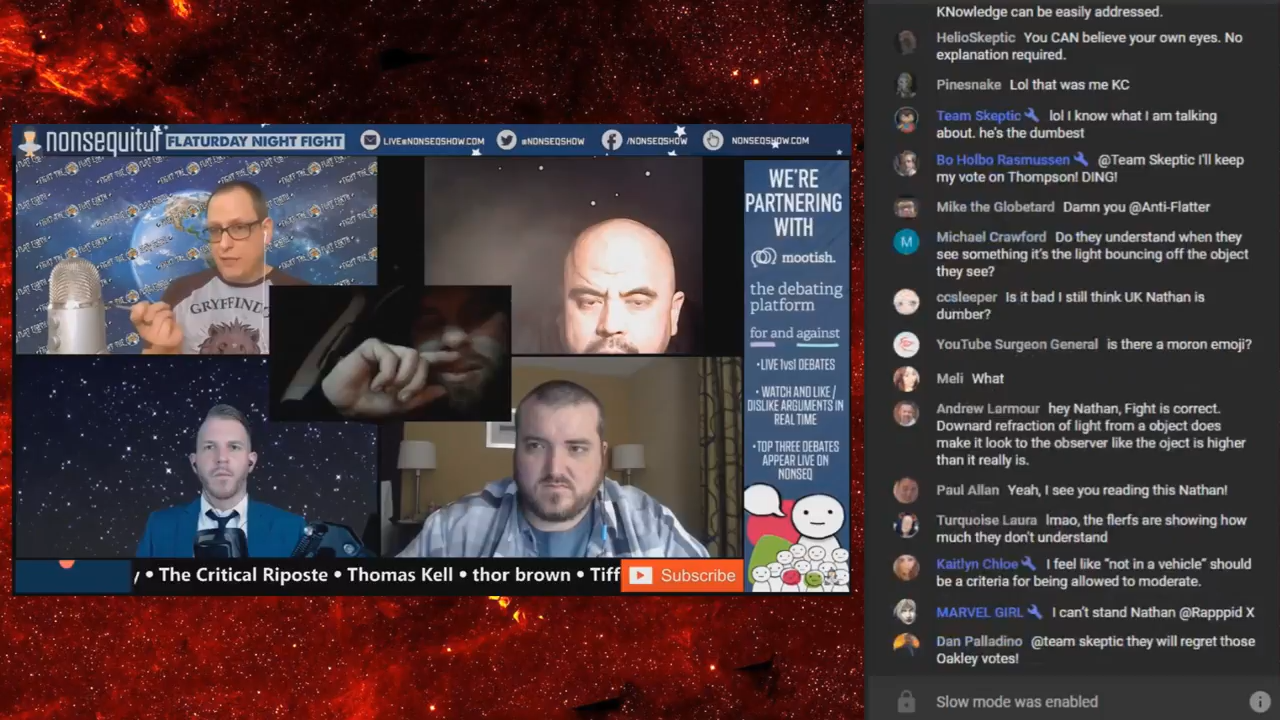 nonsequitur
FLATURDAY NIGHT FIGHT
LIVE@NONSEQSHOW.COM
@NONSEQSHOW
/NONSEQSHOW
NONSEQSHOW.COM
FIGHT THE FLAT EARTH
GRYFFIND
WE'RE
PARTNERING
WITH
mootish.
the debating
platform
for and against
•LIVE 1vs1 DEBATES
• WATCH AND LIKE /
DISLIKE ARGUMENTS IN
REAL TIME
•TOP THREE DEBATES
APPEAR LIVE ON
NONSEQ
• The Critical Riposte • Thomas Kell • thor brown • Tiff
Subscribe
KNowledge can be easily addressed.
HelioSkeptic You CAN believe your own eyes. No
explanation required.
Pinesnake Lol that was me KC
Team Skeptic lol I know what I am talking
about. he's the dumbest
Bo Holbo Rasmussen @Team Skeptic I'll keep
my vote on Thompson! DING!
Mike the Globetard Damn you @Anti-Flatter
M
Michael Crawford Do they understand when they
see something it's the light bouncing off the object
they see?
ccsleeper Is it bad I still think UK Nathan is
dumber?
YouTube Surgeon General is there a moron emoji?
Meli What
Andrew Larmour hey Nathan, Fight is correct.
Downard refraction of light from a object does
make it look to the observer like the oject is higher
than it really is.
Paul Allan Yeah, I see you reading this Nathan!
Turquoise Laura lmao, the flerfs are showing how
much they don't understand
Kaitlyn Chloe I feel like "not in a vehicle" should
be a criteria for being allowed to moderate.
MARVEL GIRL I can't stand Nathan @Rapppid X
Dan Palladino @team skeptic they will regret those
Oakley votes!
Slow mode was enabled